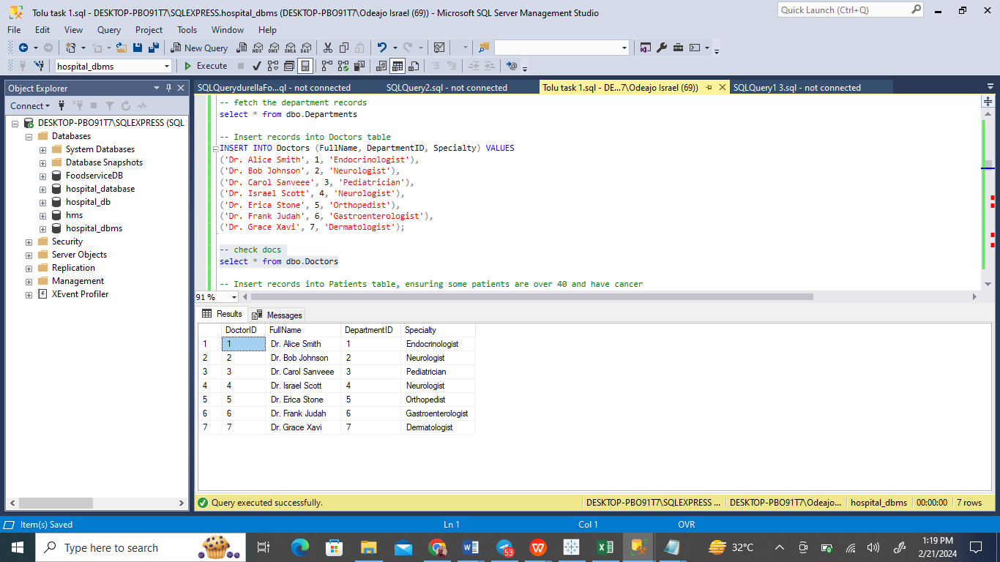 Tolu task 1.sql - DESKTOP-PBO91T7\SQLEXPRESS.hospital_dbms (DESKTOP-PBO91T7\Odeajo Israel (69)) - Microsoft SQL Server Management Studio
Quick Launch (Ctrl+Q)
File Edit View Query Project Tools Window Help
New Query MDX DMX XMLA DAX
hospital_dbms Execute
Object Explorer
SQLQuerydurellaFo...ql - not connected SQLQuery2.sql - not connected Tolu task 1.sql - DE...7\Odeajo Israel (69)) SQLQuery1 3.sql - not connected
Connect
DESKTOP-PBO91T7\SQLEXPRESS (SQL
Databases
System Databases
Database Snapshots
FoodserviceDB
hospital_database
hospital_db
hms
hospital_dbms
Security
Server Objects
Replication
Management
XEvent Profiler
-- fetch the department records
select * from dbo.Departments
-- Insert records into Doctors table
INSERT INTO Doctors (FullName, DepartmentID, Specialty) VALUES
('Dr. Alice Smith', 1, 'Endocrinologist'),
('Dr. Bob Johnson', 2, 'Neurologist'),
('Dr. Carol Sanveee', 3, 'Pediatrician'),
('Dr. Israel Scott', 4, 'Neurologist'),
('Dr. Erica Stone', 5, 'Orthopedist'),
('Dr. Frank Judah', 6, 'Gastroenterologist'),
('Dr. Grace Xavi', 7, 'Dermatologist');
-- check docs
select * from dbo.Doctors
-- Insert records into Patients table, ensuring some patients are over 40 and have cancer
91 %
Results Messages
DoctorID FullName DepartmentID Specialty
1 1 Dr. Alice Smith 1 Endocrinologist
2 2 Dr. Bob Johnson 2 Neurologist
3 3 Dr. Carol Sanveee 3 Pediatrician
4 4 Dr. Israel Scott 4 Neurologist
5 5 Dr. Erica Stone 5 Orthopedist
6 6 Dr. Frank Judah 6 Gastroenterologist
7 7 Dr. Grace Xavi 7 Dermatologist
Query executed successfully. DESKTOP-PBO91T7\SQLEXPRESS ... DESKTOP-PBO91T7\Odeajo... hospital_dbms 00:00:00 7 rows
Item(s) Saved Ln 1 Col 1 OVR
Type here to search 53 32°C 1:19 PM
2/21/2024